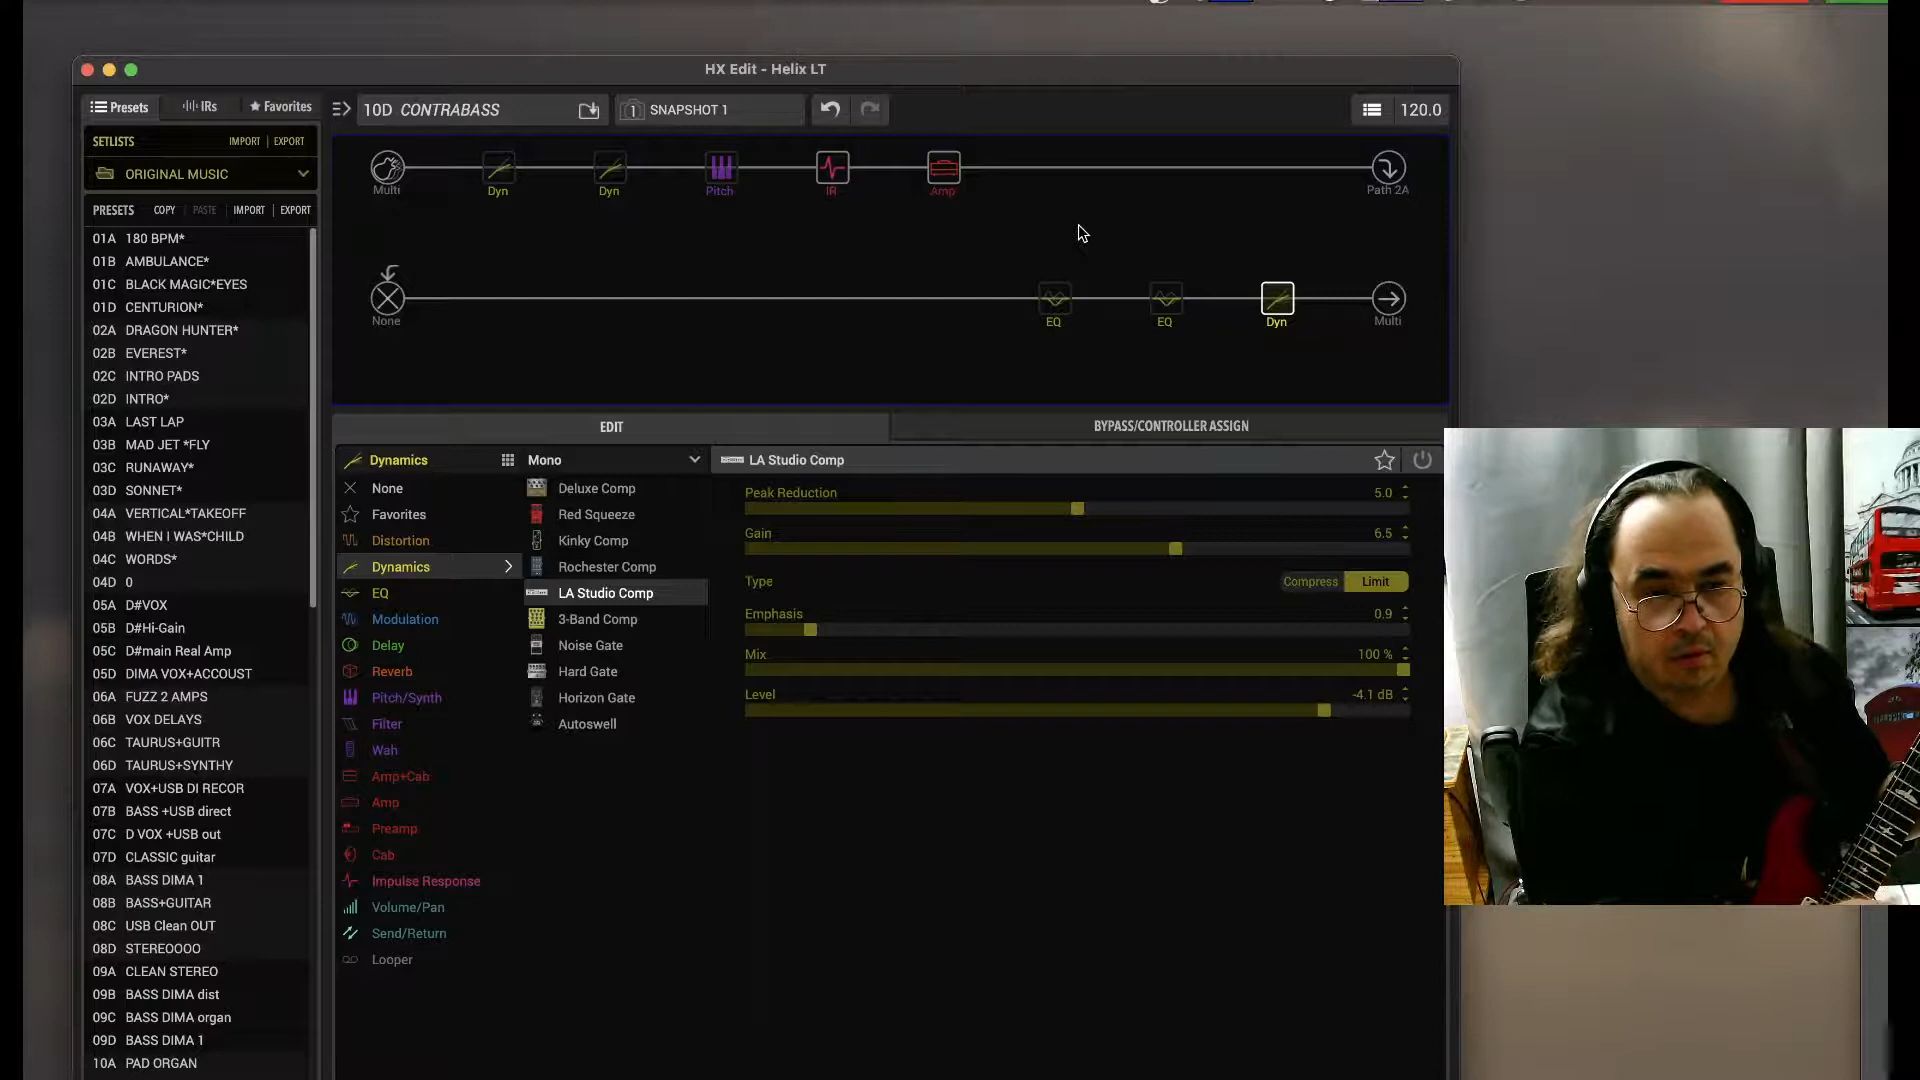 HX Edit - Helix LT
Presets
IRs
Favorites
10D CONTRABASS
1 SNAPSHOT 1
120.0
SETLISTS
IMPORT | EXPORT
ORIGINAL MUSIC
PRESETS COPY PASTE IMPORT | EXPORT
01A 180 BPM*
01B AMBULANCE*
01C BLACK MAGIC*EYES
01D CENTURION*
02A DRAGON HUNTER*
02B EVEREST*
02C INTRO PADS
02D INTRO*
03A LAST LAP
03B MAD JET *FLY
03C RUNAWAY*
03D SONNET*
04A VERTICAL*TAKEOFF
04B WHEN I WAS*CHILD
04C WORDS*
04D 0
05A D#VOX
05B D#Hi-Gain
05C D#main Real Amp
05D DIMA VOX+ACCOUST
06A FUZZ 2 AMPS
06B VOX DELAYS
06C TAURUS+GUITR
06D TAURUS+SYNTHY
07A VOX+USB DI RECOR
07B BASS +USB direct
07C D VOX +USB out
07D CLASSIC guitar
08A BASS DIMA 1
08B BASS+GUITAR
08C USB Clean OUT
08D STEREOOOO
09A CLEAN STEREO
09B BASS DIMA dist
09C BASS DIMA organ
09D BASS DIMA 1
10A PAD ORGAN
Multi
Dyn
Dyn
Pitch
IR
Amp
Path 2A
None
EQ
EQ
Dyn
Multi
EDIT
BYPASS/CONTROLLER ASSIGN
Dynamics
Mono
LA Studio Comp
None
Favorites
Distortion
Dynamics
EQ
Modulation
Delay
Reverb
Pitch/Synth
Filter
Wah
Amp+Cab
Amp
Preamp
Cab
Impulse Response
Volume/Pan
Send/Return
Looper
Deluxe Comp
Red Squeeze
Kinky Comp
Rochester Comp
LA Studio Comp
3-Band Comp
Noise Gate
Hard Gate
Horizon Gate
Autoswell
Peak Reduction 5.0
Gain 6.5
Type Compress Limit
Emphasis 0.9
Mix 100 %
Level -4.1 dB